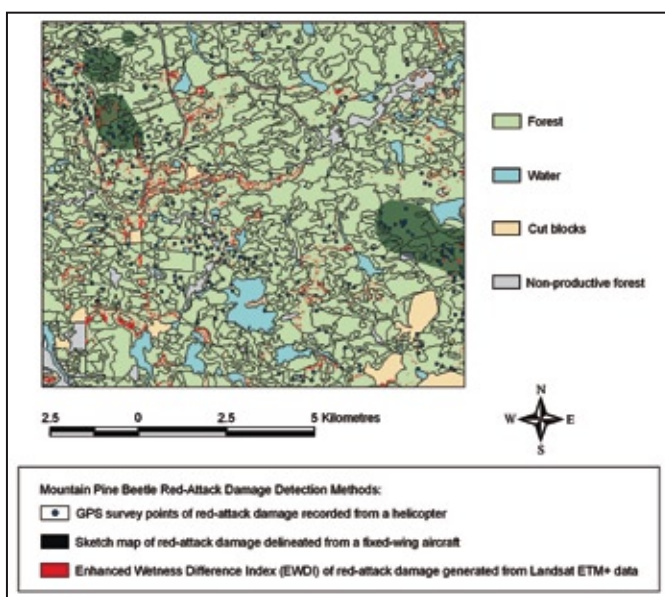 Forest
Water
Cut blocks
Non-productive forest
2.5 0 2.5 5 Kilometres
N
W E
S
Mountain Pine Beetle Red-Attack Damage Detection Methods:
GPS survey points of red-attack damage recorded from a helicopter
Sketch map of red-attack damage delineated from a fixed-wing aircraft
Enhanced Wetness Difference Index (EWDI) of red-attack damage generated from Landsat ETM+ data